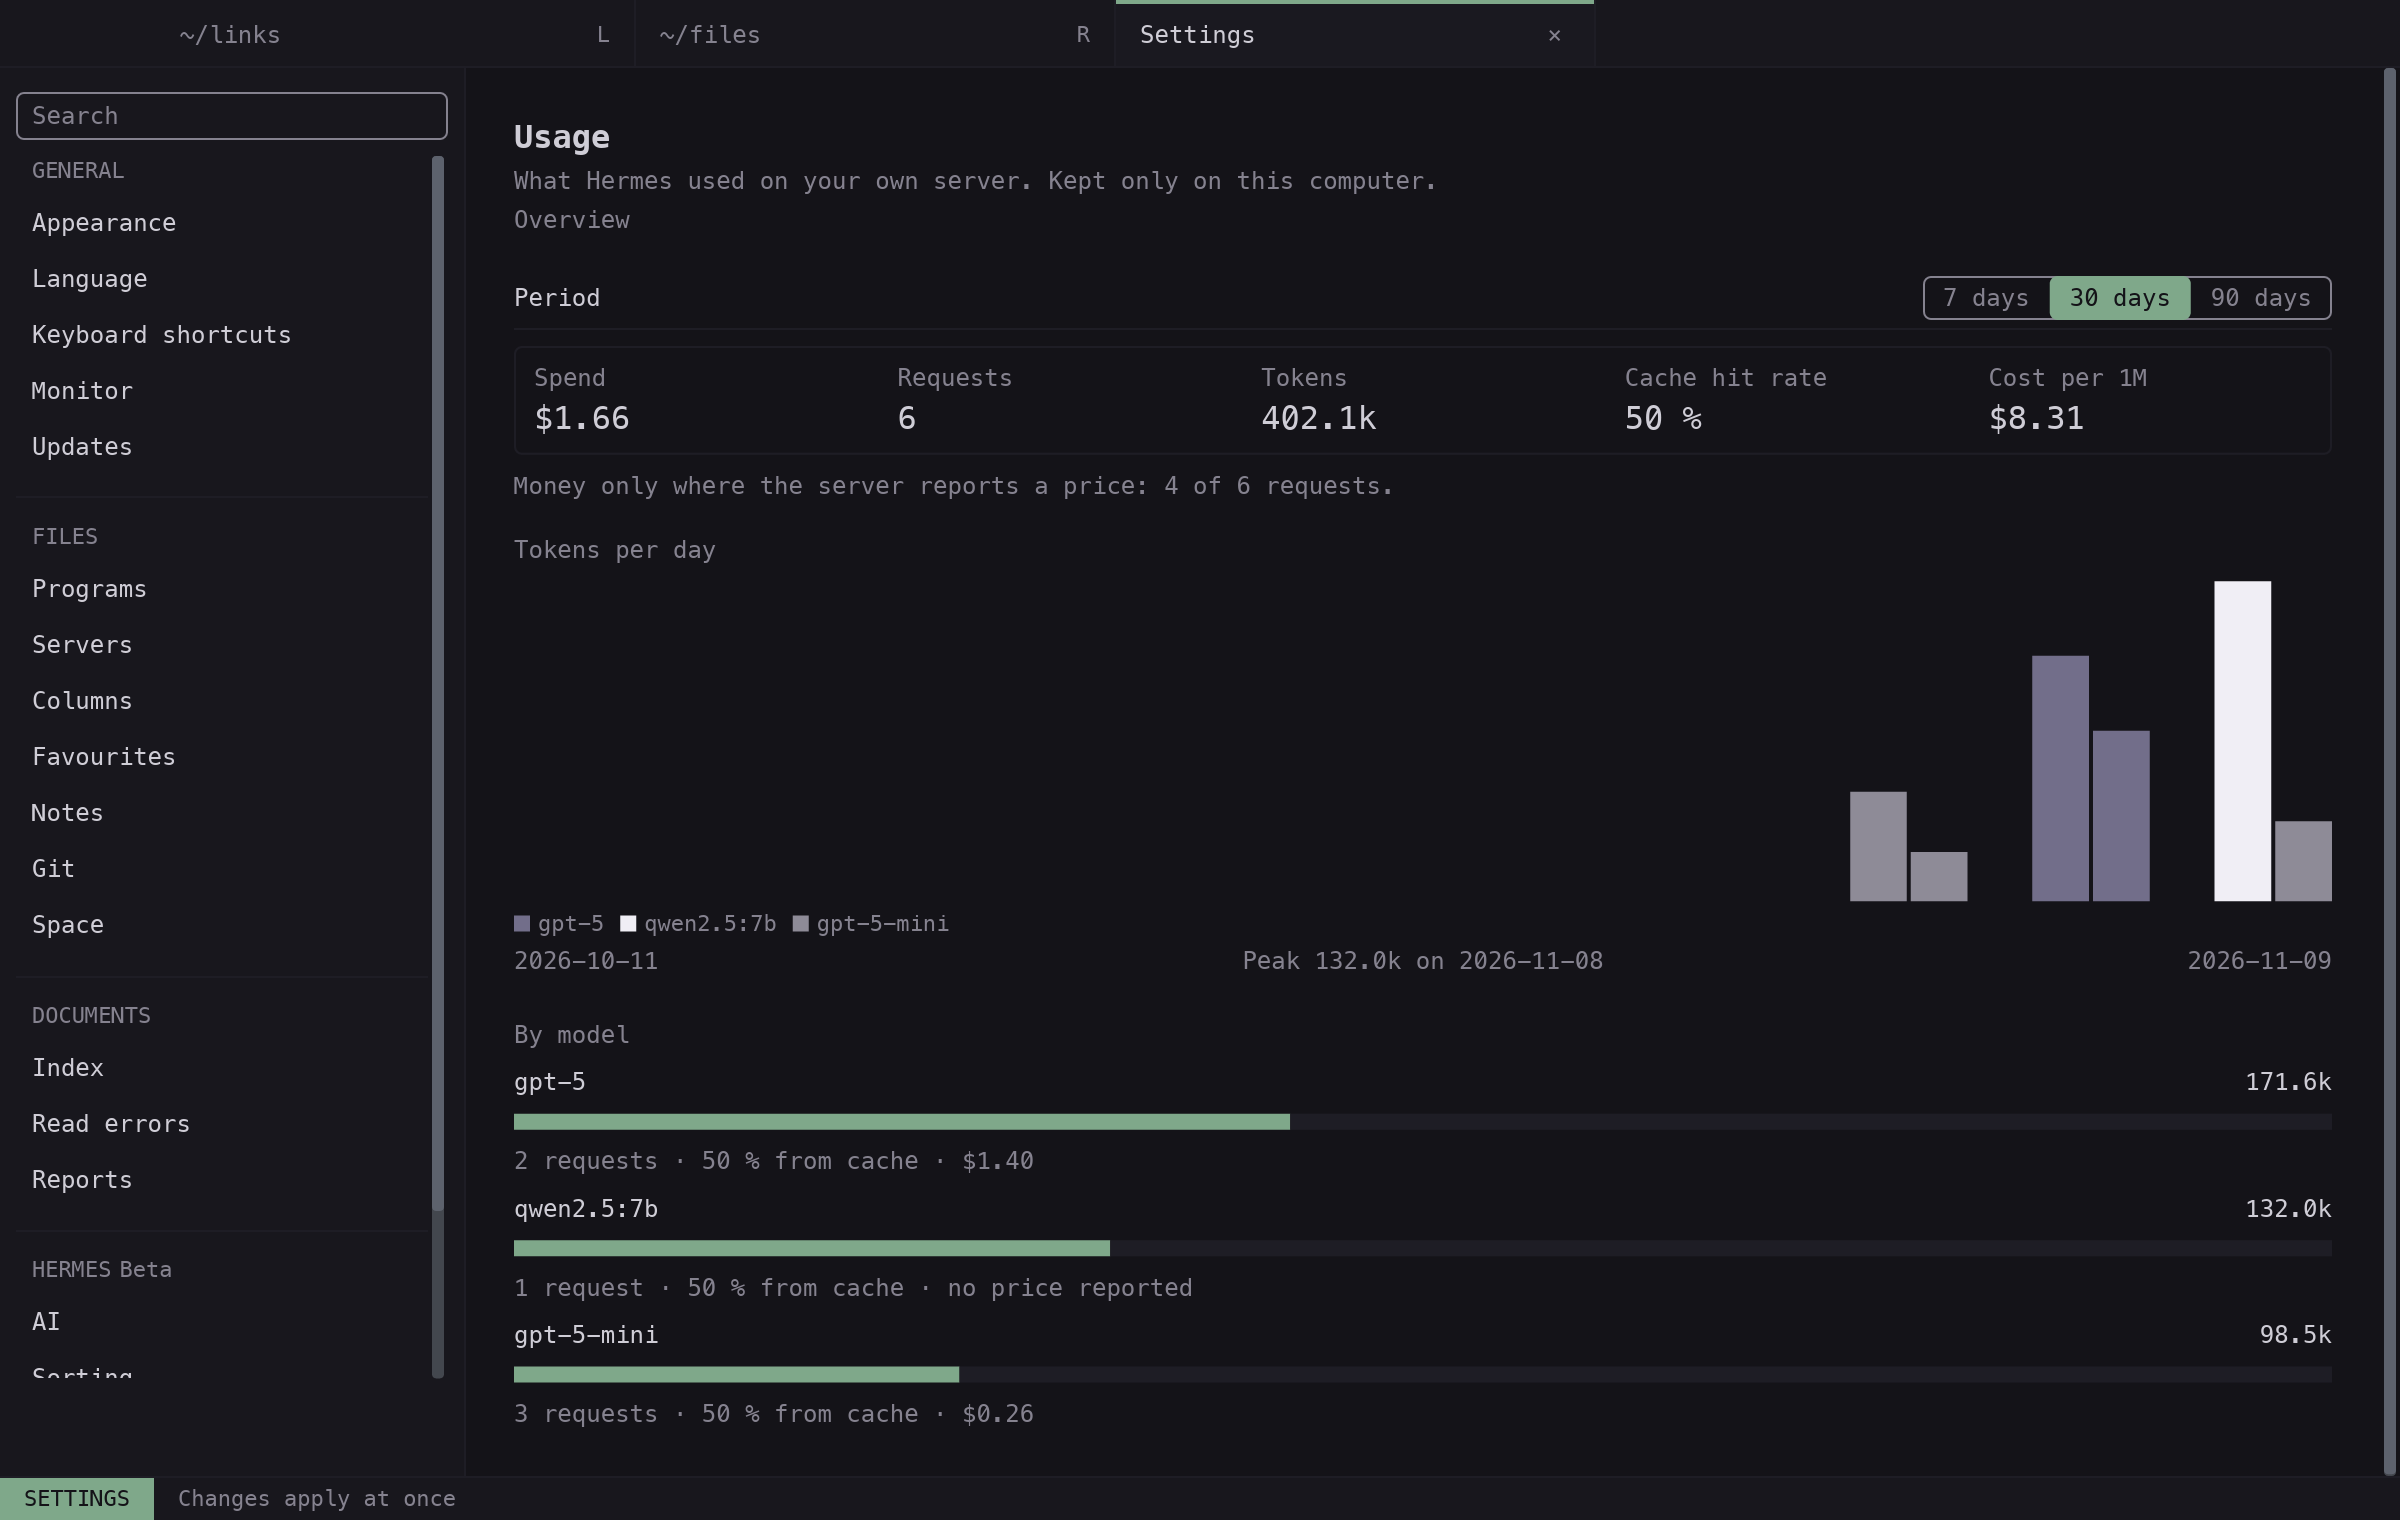 ~/links L ~/files R Settings ×
Search
GENERAL
Appearance
Language
Keyboard shortcuts
Monitor
Updates
FILES
Programs
Servers
Columns
Favourites
Notes
Git
Space
DOCUMENTS
Index
Read errors
Reports
HERMES Beta
AI
Sorting
Usage
What Hermes used on your own server. Kept only on this computer.
Overview
Period 7 days 30 days 90 days
Spend Requests Tokens Cache hit rate Cost per 1M
$1.66 6 402.1k 50 % $8.31
Money only where the server reports a price: 4 of 6 requests.
Tokens per day
gpt-5 qwen2.5:7b gpt-5-mini
2026-10-11 Peak 132.0k on 2026-11-08 2026-11-09
By model
gpt-5 171.6k
2 requests · 50 % from cache · $1.40
qwen2.5:7b 132.0k
1 request · 50 % from cache · no price reported
gpt-5-mini 98.5k
3 requests · 50 % from cache · $0.26
SETTINGS Changes apply at once